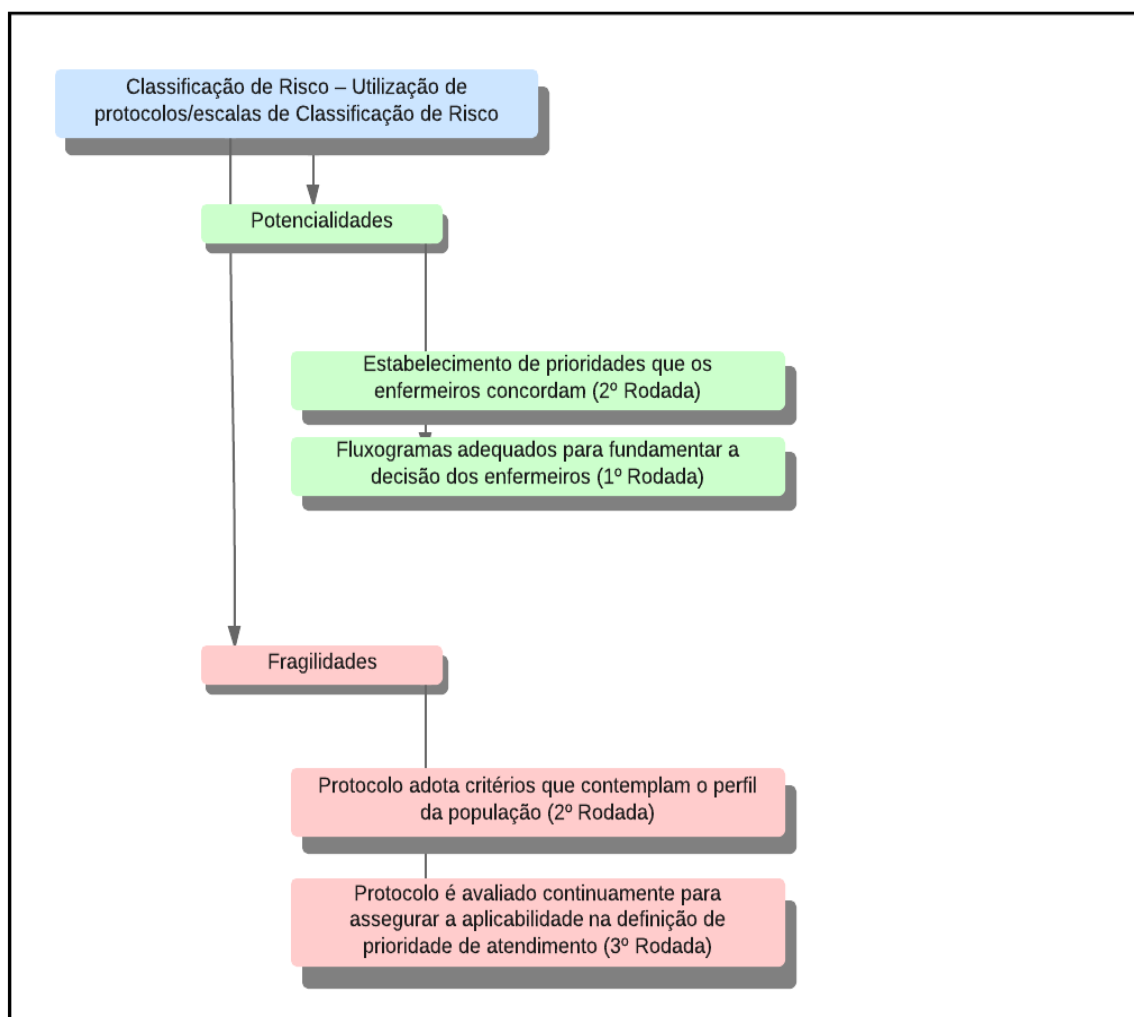 Classificação de Risco – Utilização de
protocolos/escalas de Classificação de Risco
Potencialidades
Estabelecimento de prioridades que os
enfermeiros concordam (2º Rodada)
Fluxogramas adequados para fundamentar a
decisão dos enfermeiros (1º Rodada)
Fragilidades
Protocolo adota critérios que contemplam o perfil
da população (2º Rodada)
Protocolo é avaliado continuamente para
assegurar a aplicabilidade na definição de
prioridade de atendimento (3º Rodada)